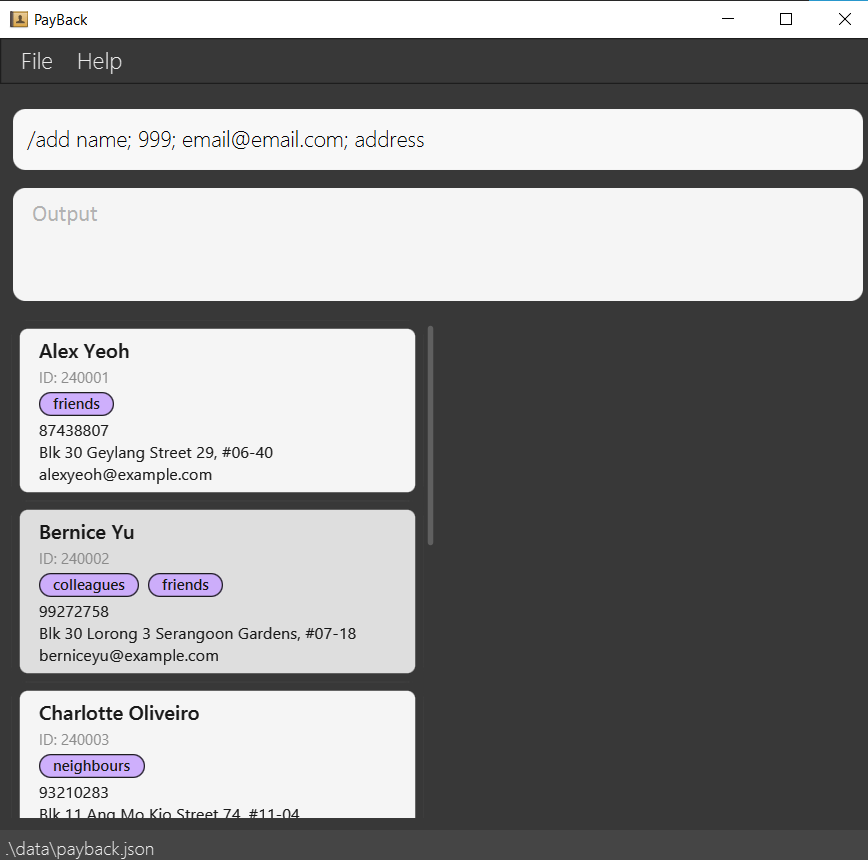 PayBack
File Help
/add name; 999; email@email.com; address
Output
Alex Yeoh
ID: 240001
friends
87438807
Blk 30 Geylang Street 29, #06-40
alexyeoh@example.com
Bernice Yu
ID: 240002
colleagues friends
99272758
Blk 30 Lorong 3 Serangoon Gardens, #07-18
berniceyu@example.com
Charlotte Oliveiro
ID: 240003
neighbours
93210283
Blk 11 Ang Mo Kio Street 74, #11-04
.\data\payback.json